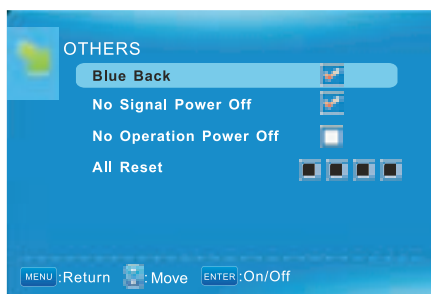 OTHERS
Blue Back
No Signal Power Off
No Operation Power Off
All Reset
MENU :Return : Move ENTER :On/Off